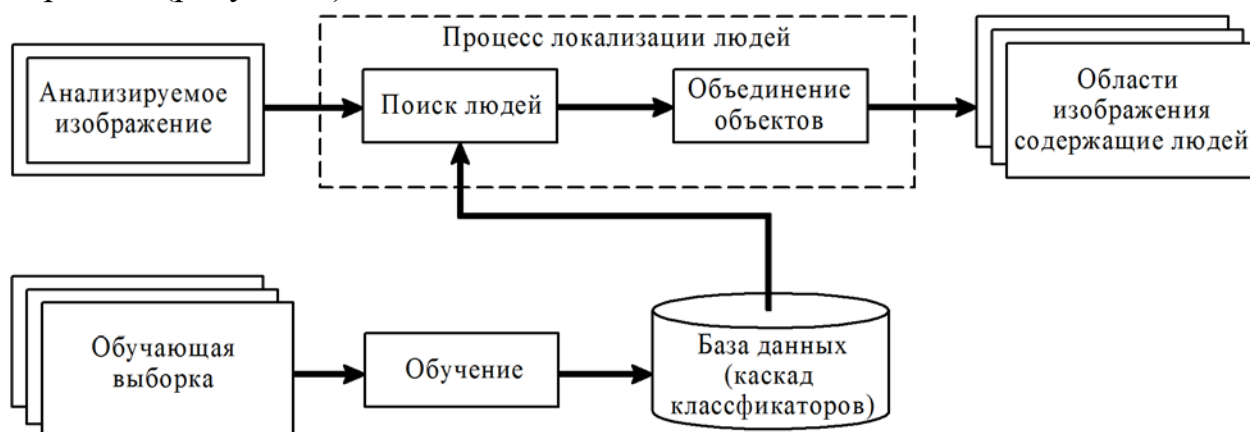 Процесс локализации людей
Анализируемое
изображение
Поиск людей
Объединение
объектов
Области
изображения
содержащие людей
Обучающая
выборка
Обучение
База данных
(каскад
классфикаторов)